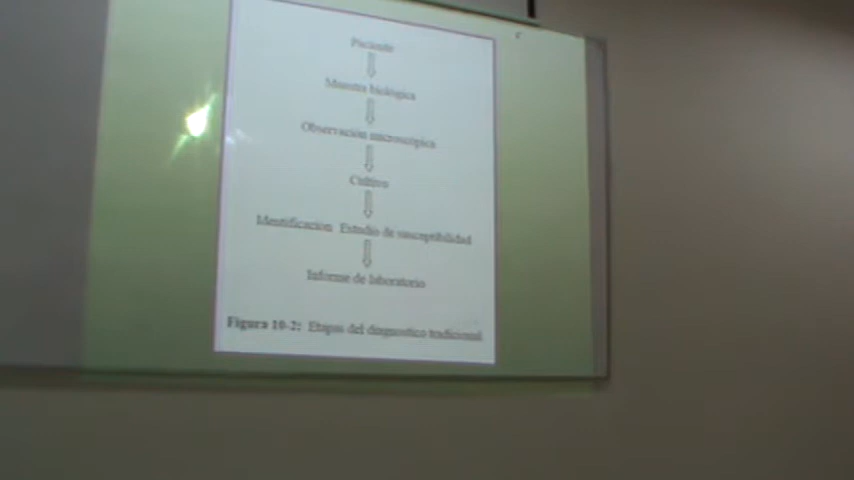 Paciente
Muestra biológica
Observación microscópica
Cultivo
Identificación Estudio de susceptibilidad
Informe de laboratorio
Figura 10-2: Etapas del diagnostico tradicional